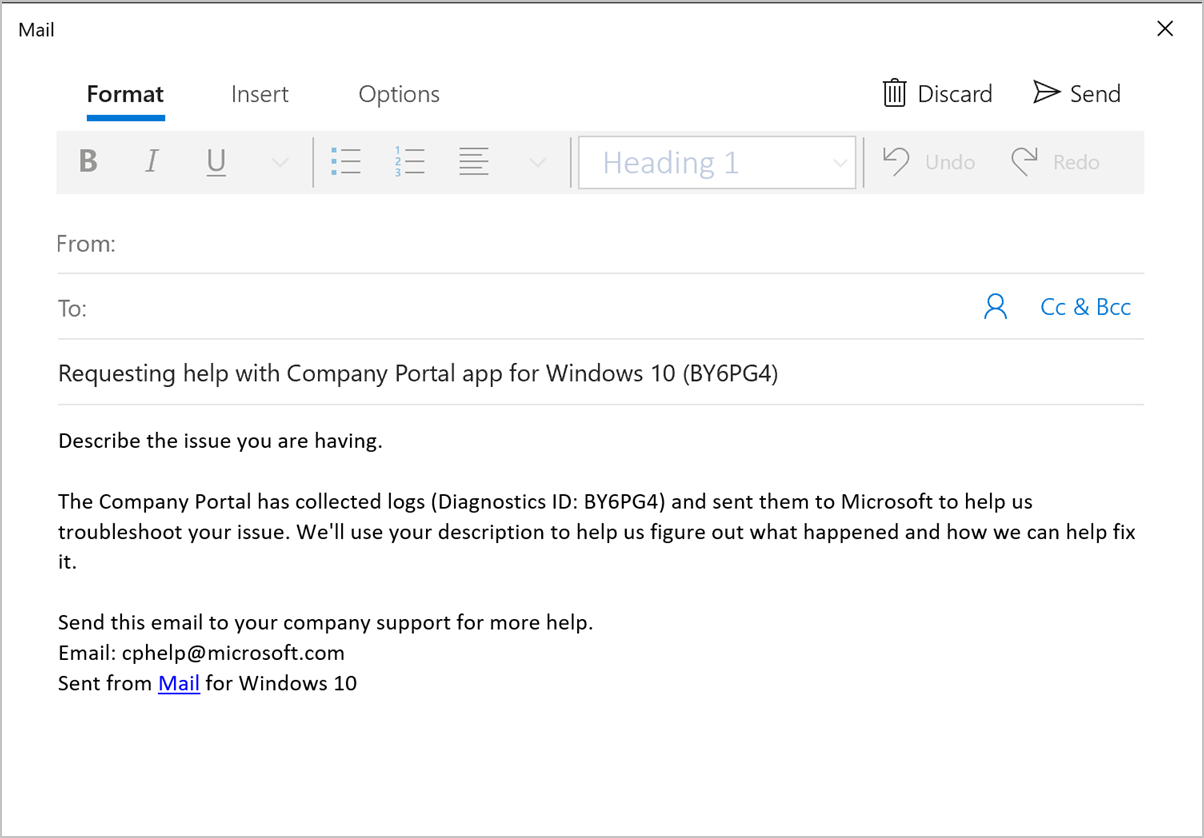 Mail
Format Insert Options Discard Send
B I U 1 2 3 Heading 1 Undo Redo
From:
To: Cc & Bcc
Requesting help with Company Portal app for Windows 10 (BY6PG4)
Describe the issue you are having.
The Company Portal has collected logs (Diagnostics ID: BY6PG4) and sent them to Microsoft to help us
troubleshoot your issue. We'll use your description to help us figure out what happened and how we can help fix
it.
Send this email to your company support for more help.
Email: cphelp@microsoft.com
Sent from Mail for Windows 10